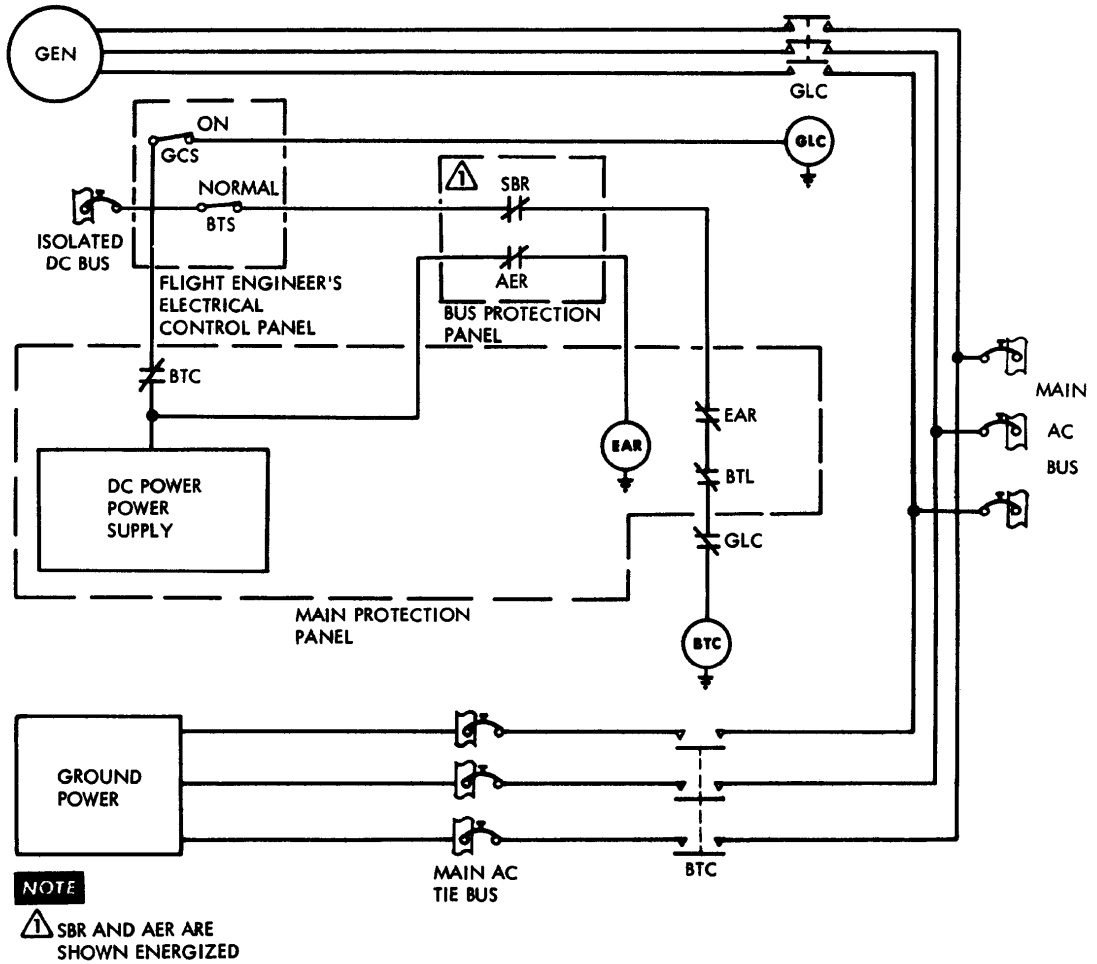 GEN
GLC
ON
GCS
GLC
1
SBR
NORMAL
BTS
ISOLATED
DC BUS
AER
FLIGHT ENGINEER'S
ELECTRICAL
CONTROL PANEL
BUS PROTECTION
PANEL
BTC
MAIN
AC
BUS
EAR
EAR
BTL
DC POWER
POWER
SUPPLY
GLC
MAIN PROTECTION
PANEL
BTC
GROUND
POWER
MAIN AC
TIE BUS
BTC
NOTE
1 SBR AND AER ARE
SHOWN ENERGIZED